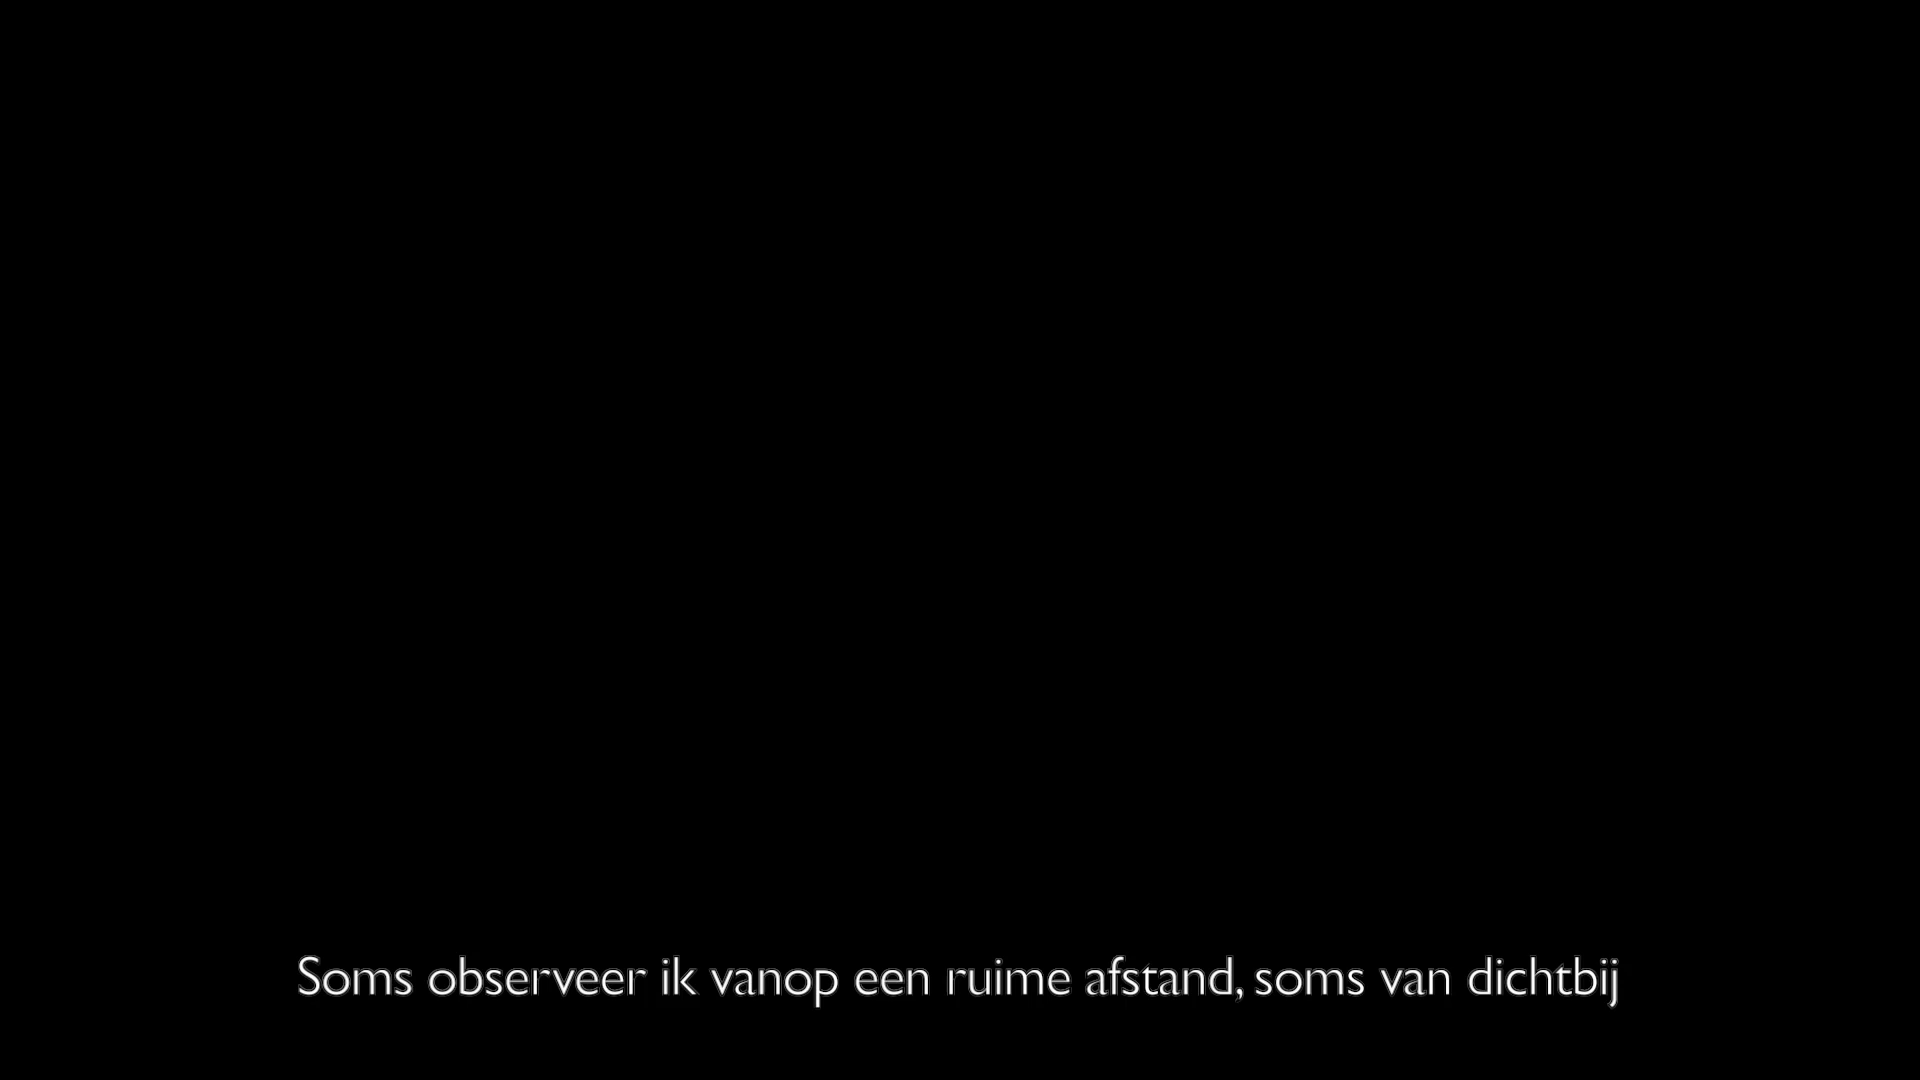 Soms observeer ik vanop een ruime afstand, soms van dichtbij